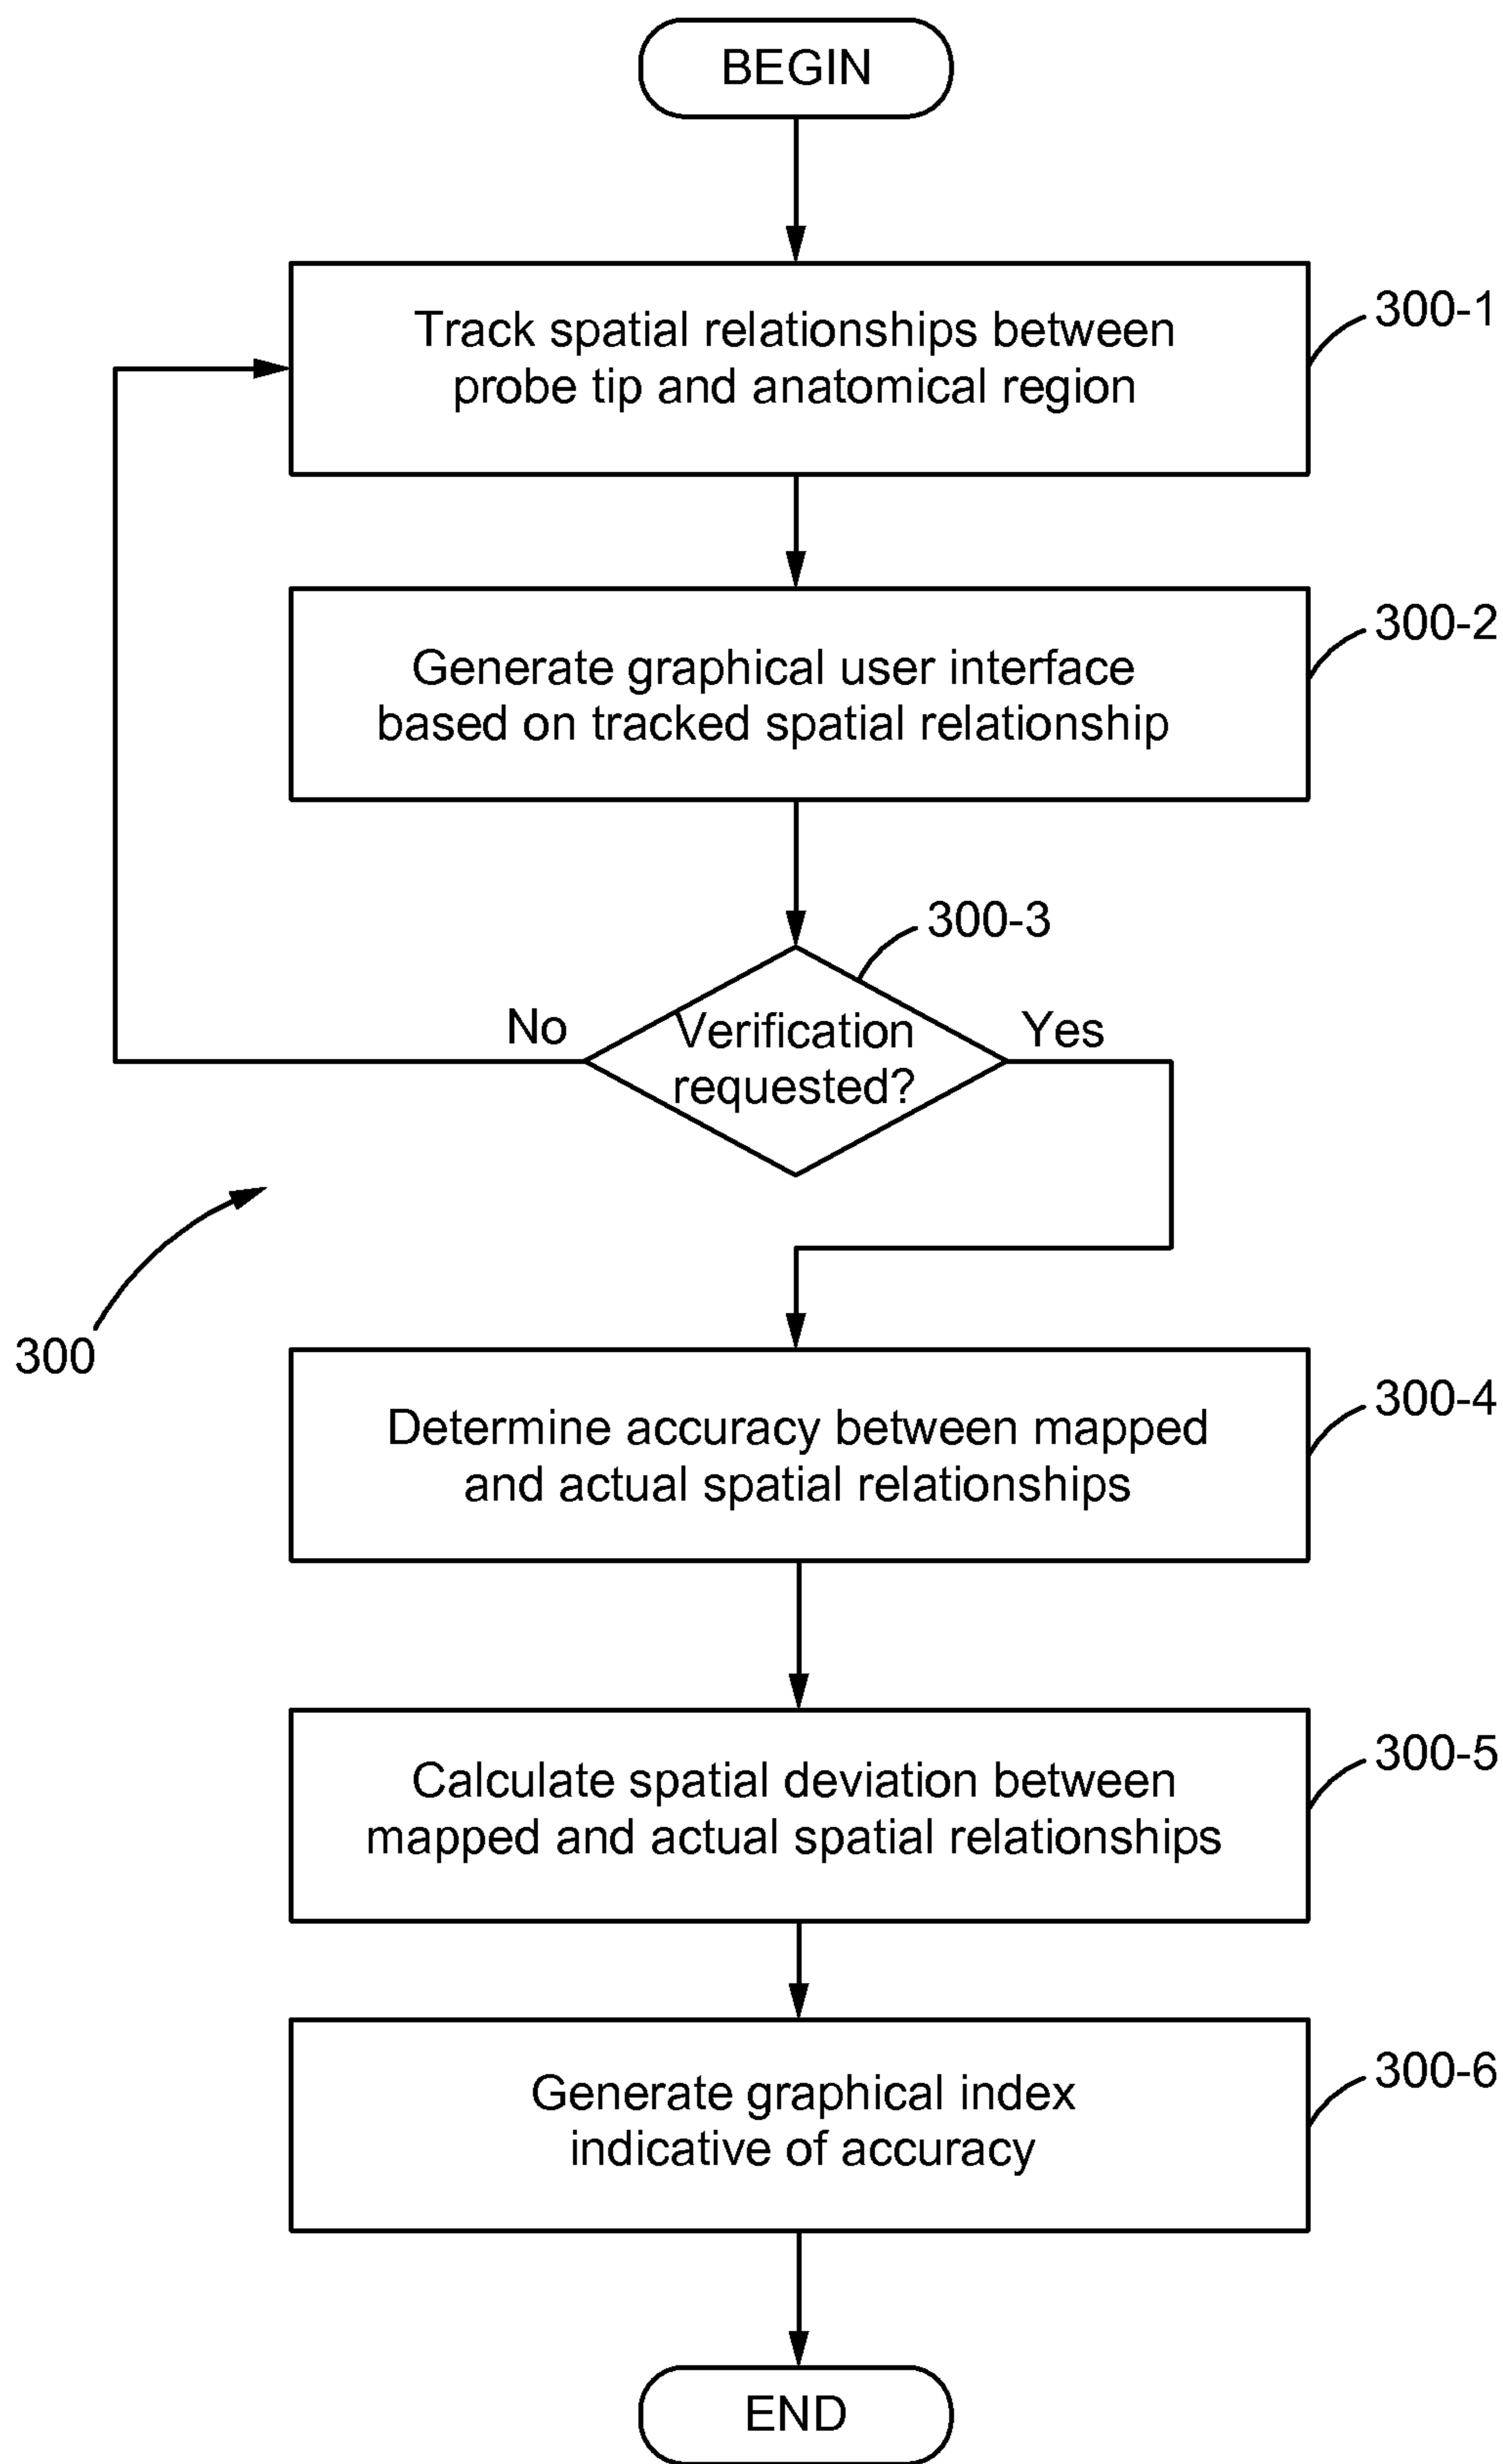 BEGIN
Track spatial relationships between
probe tip and anatomical region
300-1
Generate graphical user interface
based on tracked spatial relationship
300-2
300-3
No
Verification
requested?
Yes
300
Determine accuracy between mapped
and actual spatial relationships
300-4
Calculate spatial deviation between
mapped and actual spatial relationships
300-5
Generate graphical index
indicative of accuracy
300-6
END